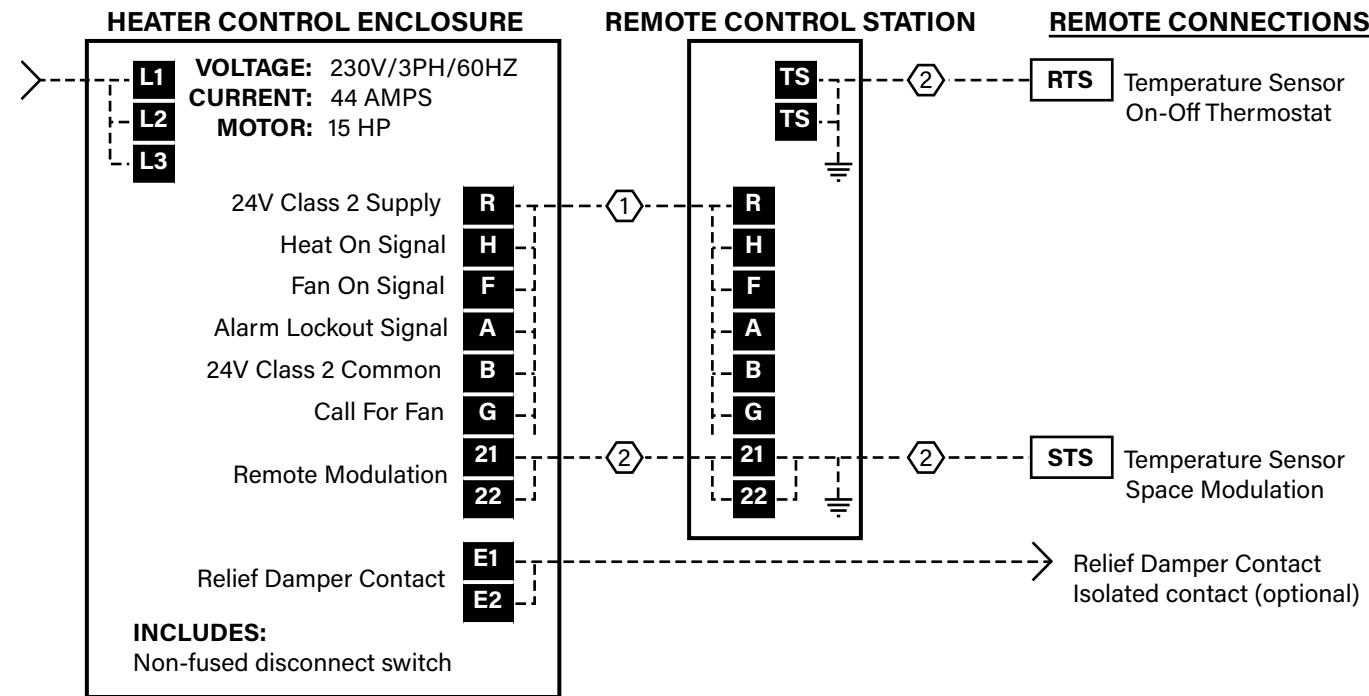 HEATER CONTROL ENCLOSURE
REMOTE CONTROL STATION
REMOTE CONNECTIONS
L1
L2
L3
VOLTAGE: 230V/3PH/60HZ
CURRENT: 44 AMPS
MOTOR: 15 HP
TS
TS
2
RTS
Temperature Sensor
On-Off Thermostat
24V Class 2 Supply R
1
R
Heat On Signal H
H
Fan On Signal F
F
Alarm Lockout Signal A
A
24V Class 2 Common B
B
Call For Fan G
G
Remote Modulation
21
22
2
21
22
2
STS
Temperature Sensor
Space Modulation
Relief Damper Contact
E1
E2
Relief Damper Contact
Isolated contact (optional)
INCLUDES:
Non-fused disconnect switch